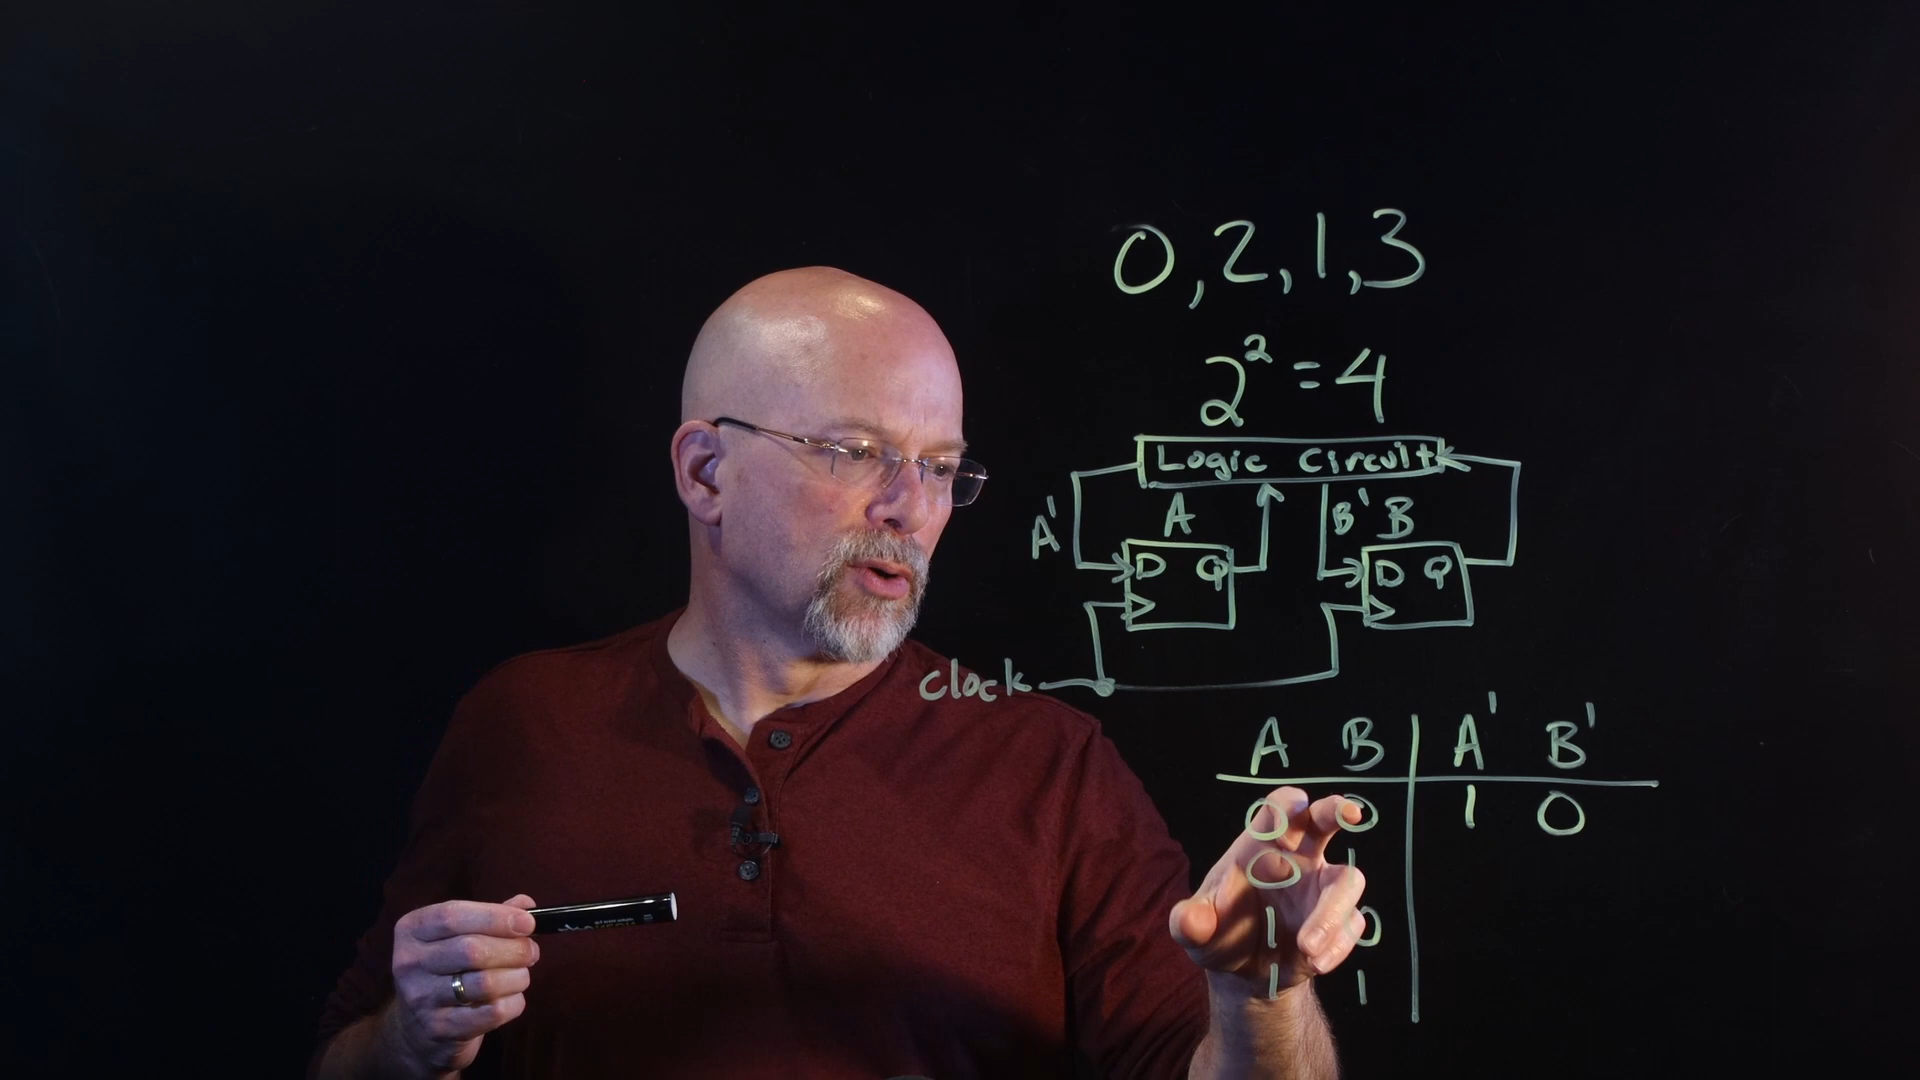 0, 2, 1, 3
2² = 4
Logic Circuit
A' A B' B
D Q D Q
Clock
A B A' B'
0 0 1 0
0 1
1 0
1 1